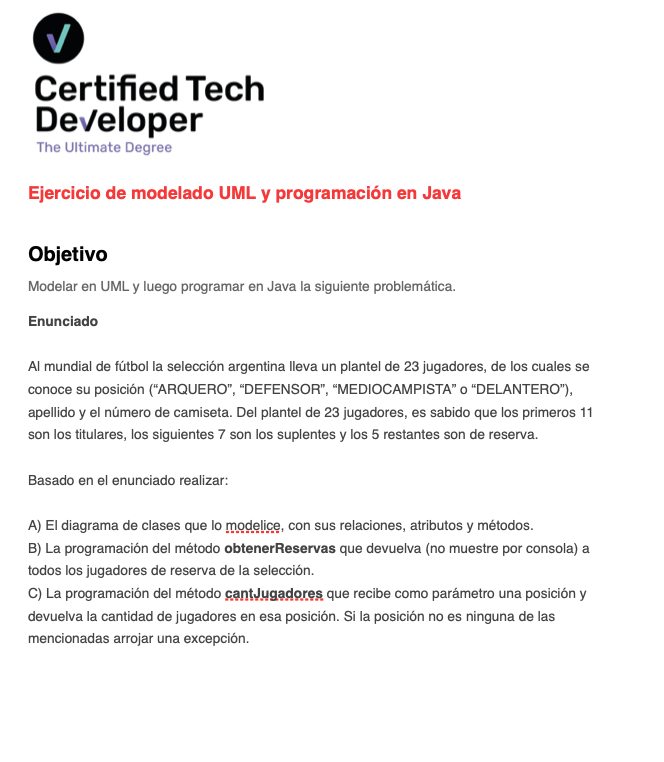 Certified Tech
Developer
The Ultimate Degree
Ejercicio de modelado UML y programación en Java
Objetivo
Modelar en UML y luego programar en Java la siguiente problemática.
Enunciado
Al mundial de fútbol la selección argentina lleva un plantel de 23 jugadores, de los cuales se
conoce su posición (“ARQUERO”, “DEFENSOR”, “MEDIOCAMPISTA” o “DELANTERO”),
apellido y el número de camiseta. Del plantel de 23 jugadores, es sabido que los primeros 11
son los titulares, los siguientes 7 son los suplentes y los 5 restantes son de reserva.
Basado en el enunciado realizar:
A) El diagrama de clases que lo modelice, con sus relaciones, atributos y métodos.
B) La programación del método obtenerReservas que devuelva (no muestre por consola) a
todos los jugadores de reserva de la selección.
C) La programación del método cantJugadores que recibe como parámetro una posición y
devuelva la cantidad de jugadores en esa posición. Si la posición no es ninguna de las
mencionadas arrojar una excepción.